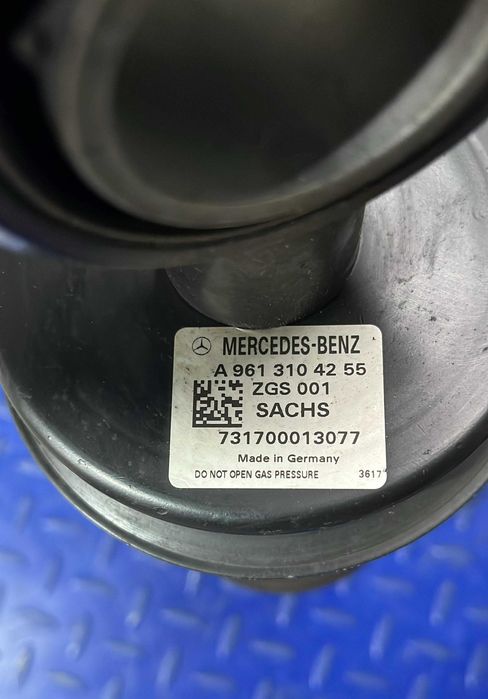 MERCEDES-BENZ
A 961 310 42 55
ZGS 001
SACHS
731700013077
Made in Germany
DO NOT OPEN GAS PRESSURE 3617